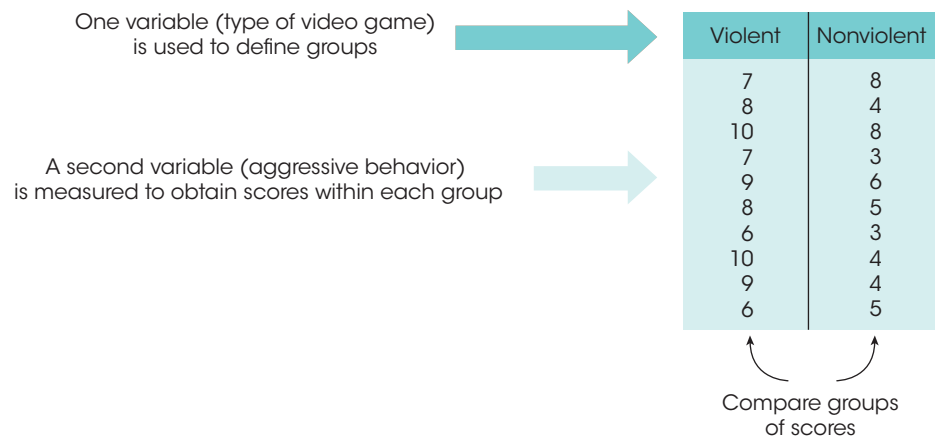 One variable (type of video game)
is used to define groups
Violent Nonviolent
7 8
8 4
10 8
7 3
A second variable (aggressive behavior)
is measured to obtain scores within each group
9 6
8 5
6 3
10 4
9 4
6 5
Compare groups
of scores